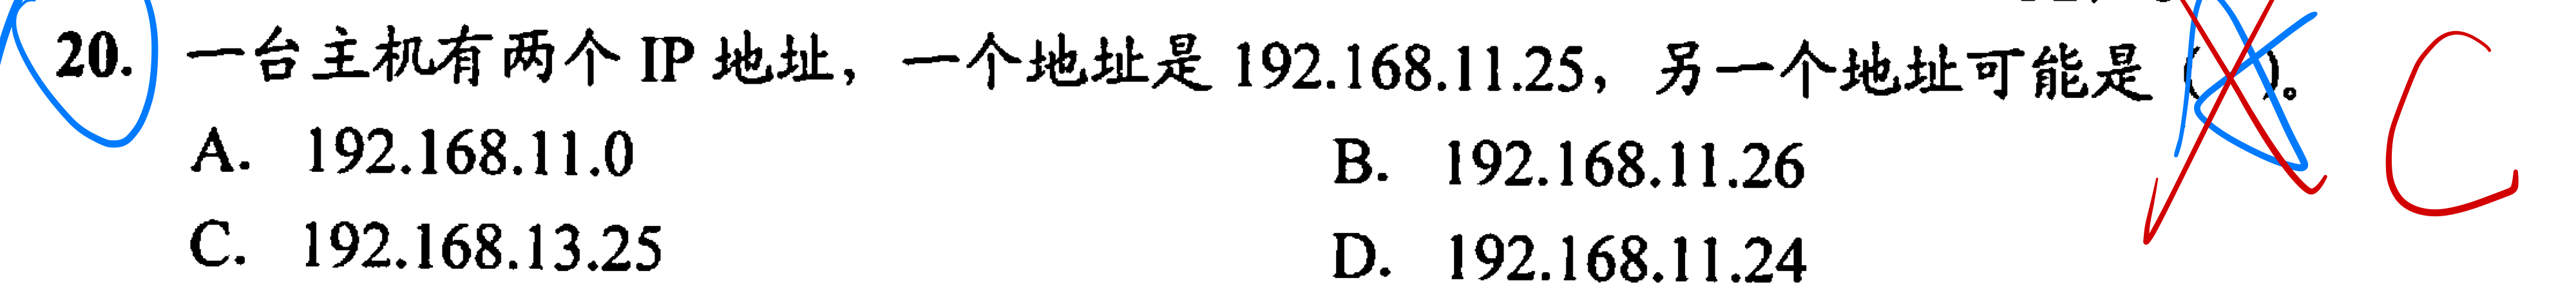 20. 一台主机有两个 IP 地址，一个地址是 192.168.11.25，另一个地址可能是（ ）。
C
A. 192.168.11.0
B. 192.168.11.26
C. 192.168.13.25
D. 192.168.11.24